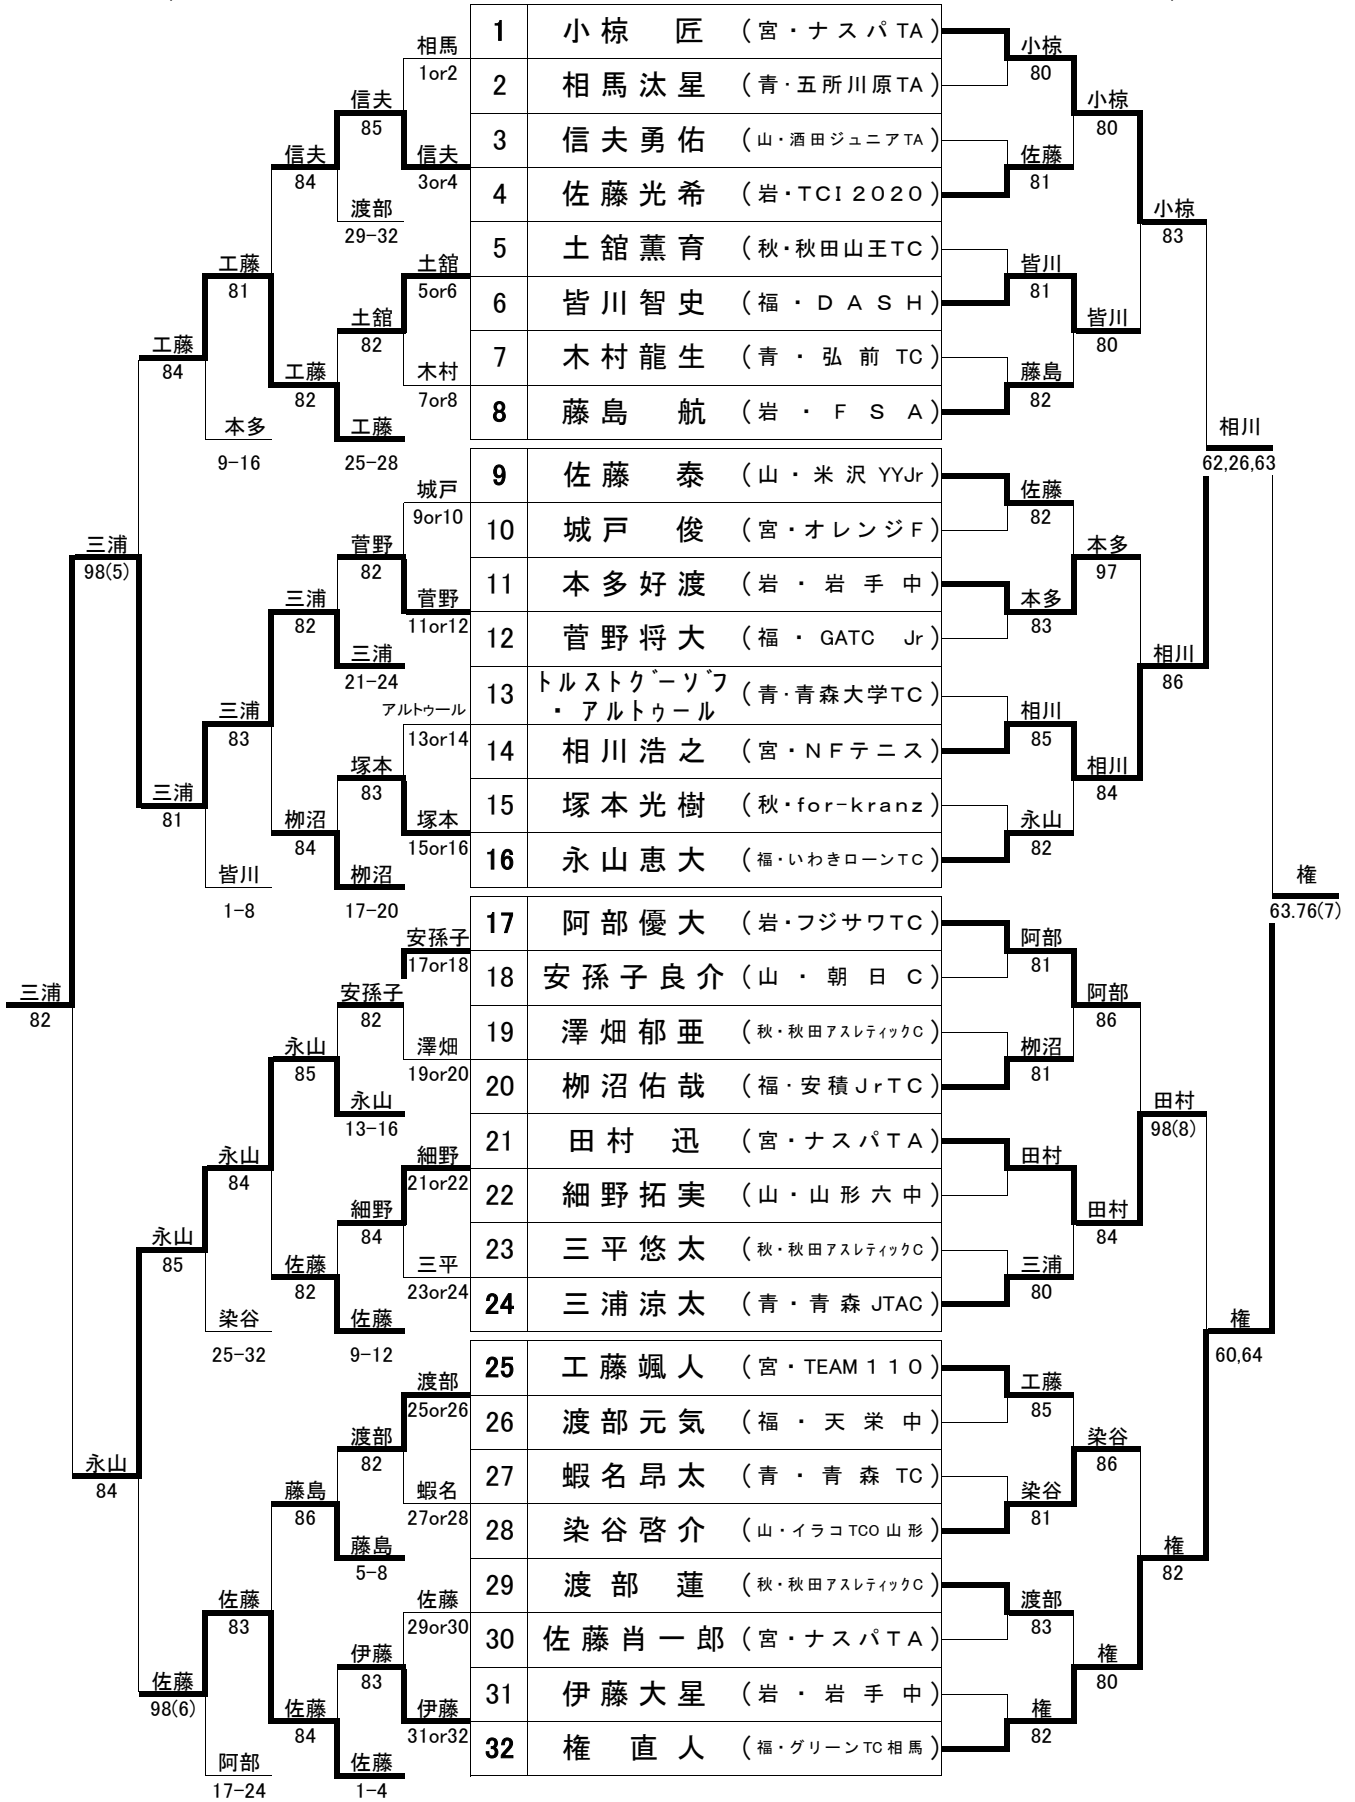 1 小椋 匠 (宮・ナスパTA)
2 相馬汰星 (青・五所川原TA)
3 信夫勇佑 (山・酒田ジュニアTA)
4 佐藤光希 (岩・TCI2020)
5 土舘薫育 (秋・秋田山王TC)
6 皆川智史 (福・DASH)
7 木村龍生 (青・弘前TC)
8 藤島 航 (岩・FSA)
9 佐藤 泰 (山・米沢YYJr)
10 城戸 俊 (宮・オレンジF)
11 本多好渡 (岩・岩手中)
12 菅野将大 (福・GATC Jr)
13 トルストグーゾフ・アルトゥール (青・青森大学TC)
14 相川浩之 (宮・NFテニス)
15 塚本光樹 (秋・for-kranz)
16 永山恵大 (福・いわきローンTC)
17 阿部優大 (岩・フジサワTC)
18 安孫子良介 (山・朝日C)
19 澤畑郁亜 (秋・秋田アスレティックC)
20 栁沼佑哉 (福・安積JrTC)
21 田村 迅 (宮・ナスパTA)
22 細野拓実 (山・山形六中)
23 三平悠太 (秋・秋田アスレティックC)
24 三浦涼太 (青・青森JTAC)
25 工藤颯人 (宮・TEAM110)
26 渡部元気 (福・天栄中)
27 蝦名昂太 (青・青森TC)
28 染谷啓介 (山・イラコTCO山形)
29 渡部 蓮 (秋・秋田アスレティックC)
30 佐藤肖一郎 (宮・ナスパTA)
31 伊藤大星 (岩・岩手中)
32 権 直人 (福・グリーンTC相馬)
小椋
80
佐藤
81
皆川
81
藤島
82
佐藤
82
本多
83
相川
85
永山
82
阿部
81
栁沼
81
田村
三浦
80
工藤
85
染谷
81
渡部
83
権
82
小椋
80
皆川
80
本多
97
相川
84
阿部
86
田村
84
染谷
86
権
80
小椋
83
相川
86
田村
98(8)
権
82
相川
62,26,63
権
60,64
権
63.76(7)
相馬
1or2
信夫
3or4
土舘
5or6
木村
7or8
城戸
9or10
菅野
11or12
アルトゥール
13or14
塚本
15or16
安孫子
17or18
澤畑
19or20
細野
21or22
三平
23or24
渡部
25or26
蝦名
27or28
佐藤
29or30
伊藤
31or32
信夫
85
渡部
29-32
土舘
82
工藤
25-28
菅野
82
三浦
21-24
塚本
83
栁沼
17-20
安孫子
82
永山
13-16
細野
84
佐藤
9-12
渡部
82
藤島
5-8
伊藤
83
佐藤
1-4
信夫
84
工藤
82
三浦
82
栁沼
84
永山
85
佐藤
82
藤島
86
佐藤
84
工藤
81
本多
9-16
三浦
83
皆川
1-8
永山
84
染谷
25-32
佐藤
83
阿部
17-24
工藤
84
三浦
81
永山
85
佐藤
98(6)
三浦
98(5)
永山
84
三浦
82